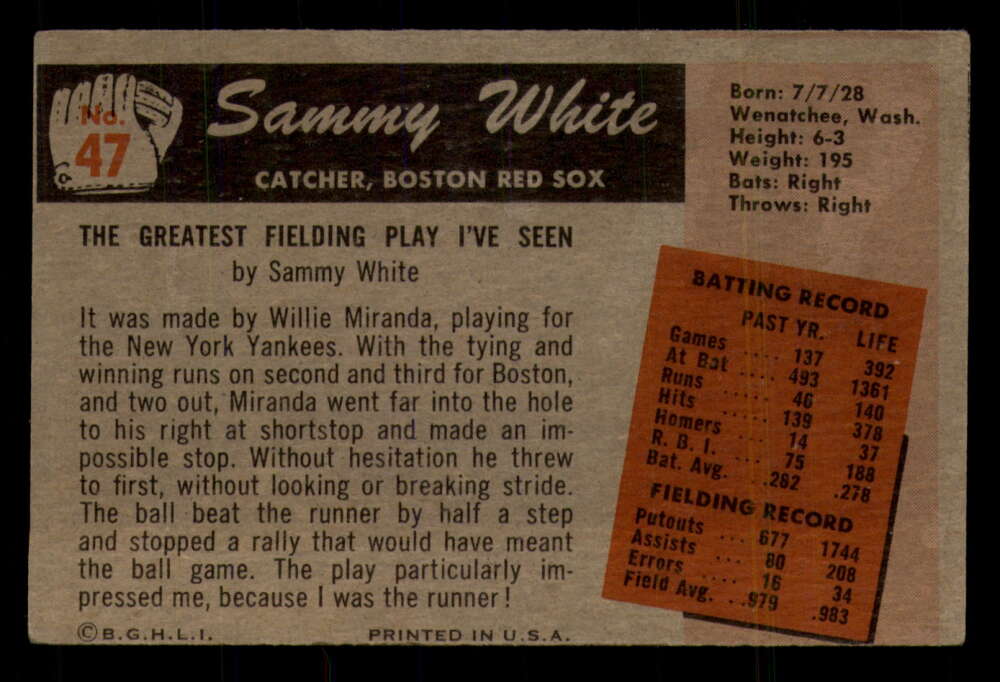 No.
47
Sammy White
CATCHER, BOSTON RED SOX
Born: 7/7/28
Wenatchee, Wash.
Height: 6-3
Weight: 195
Bats: Right
Throws: Right
THE GREATEST FIELDING PLAY I'VE SEEN
by Sammy White
It was made by Willie Miranda, playing for
the New York Yankees. With the tying and
winning runs on second and third for Boston,
and two out, Miranda went far into the hole
to his right at shortstop and made an im-
possible stop. Without hesitation he threw
to first, without looking or breaking stride.
The ball beat the runner by half a step
and stopped a rally that would have meant
the ball game. The play particularly im-
pressed me, because I was the runner!
BATTING RECORD
PAST YR. LIFE
Games .... 137 392
At Bat .... 493 1361
Runs ..... 46 140
Hits ..... 139 378
Homers ... 14 37
R. B. I. ... 75 188
Bat. Avg. .. .282 .278
FIELDING RECORD
Putouts .. 677 1744
Assists ... 80 208
Errors .... 16 34
Field Avg. . .979 .983
©B.G.H.L.I. PRINTED IN U.S.A.